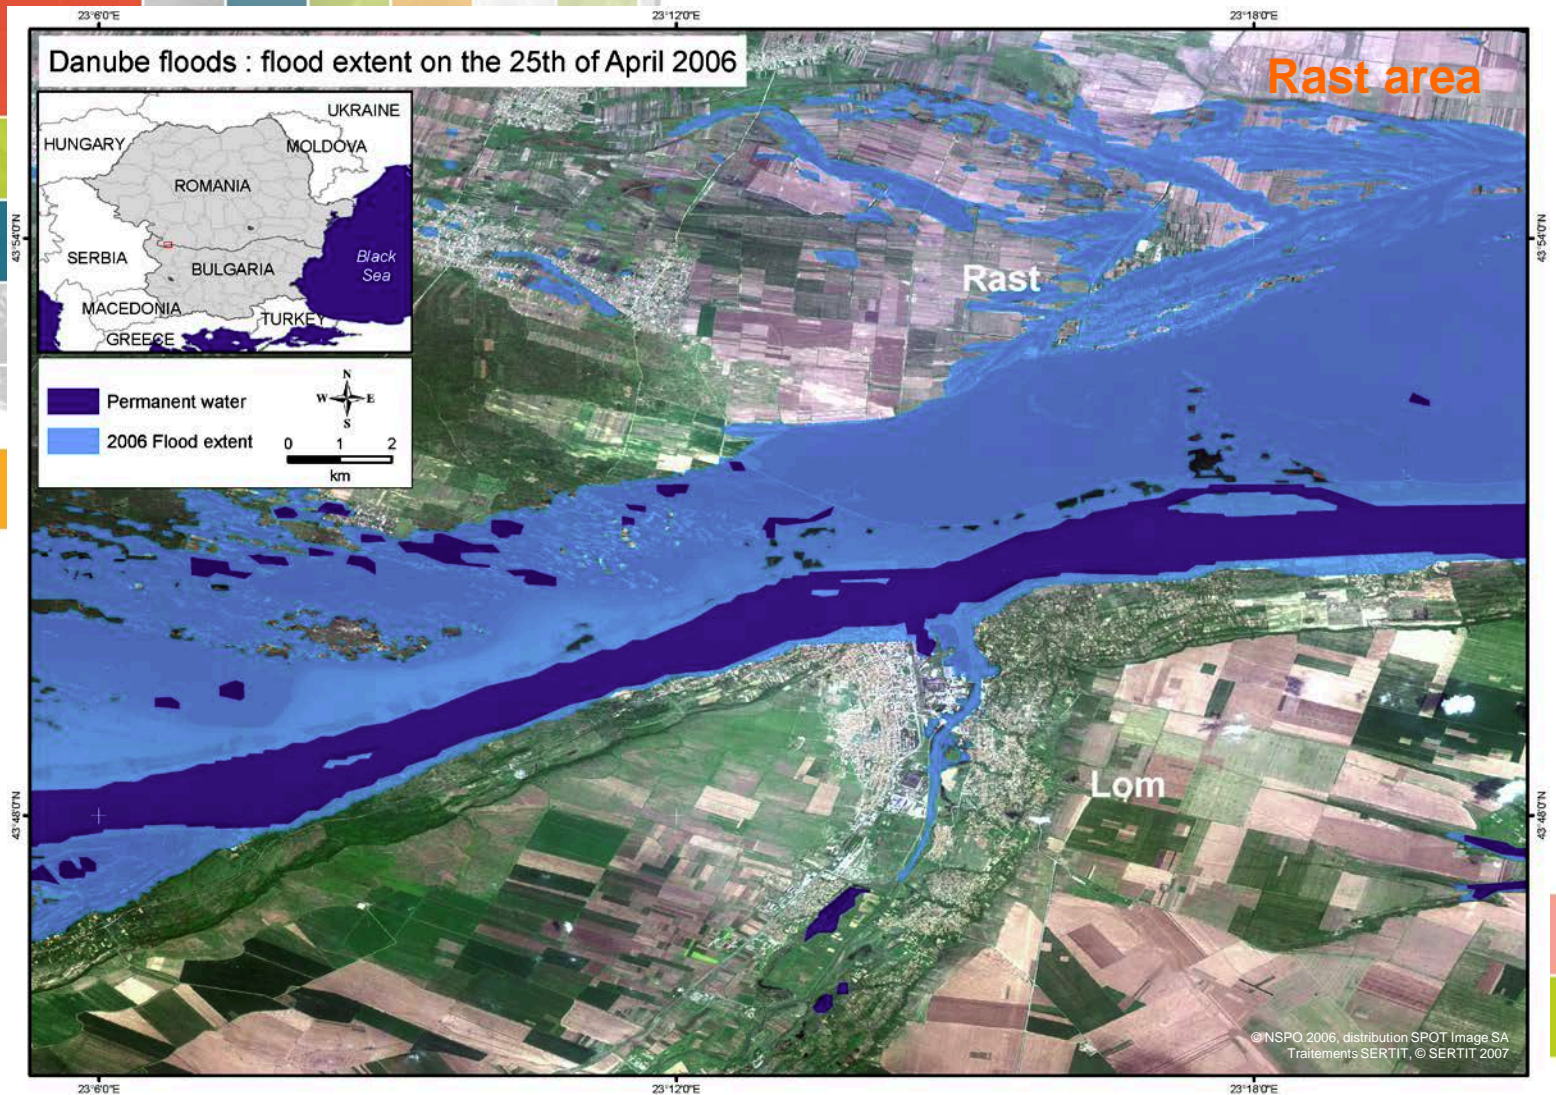 23°6'0"E
23°12'0"E
23°18'0"E
Danube floods : flood extent on the 25th of April 2006
Rast area
UKRAINE
HUNGARY
MOLDOVA
ROMANIA
SERBIA
BULGARIA
Black
Sea
MACEDONIA
TURKEY
GREECE
43°54'0"N
43°54'0"N
Rast
Permanent water
2006 Flood extent
N
W
E
S
0 1 2
km
Lom
43°48'0"N
43°48'0"N
© NSPO 2006, distribution SPOT Image SA
Traitements SERTIT, © SERTIT 2007
23°6'0"E
23°12'0"E
23°18'0"E